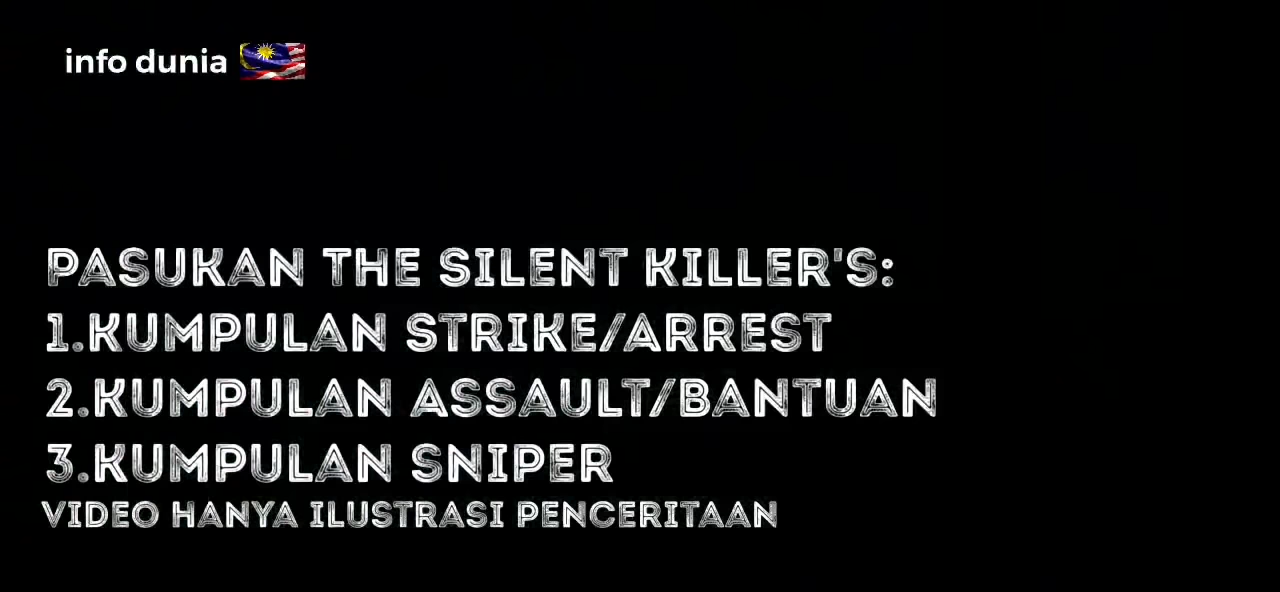 info dunia
PASUKAN THE SILENT KILLER'S:
1.KUMPULAN STRIKE/ARREST
2.KUMPULAN ASSAULT/BANTUAN
3.KUMPULAN SNIPER
VIDEO HANYA ILUSTRASI PENCERITAAN